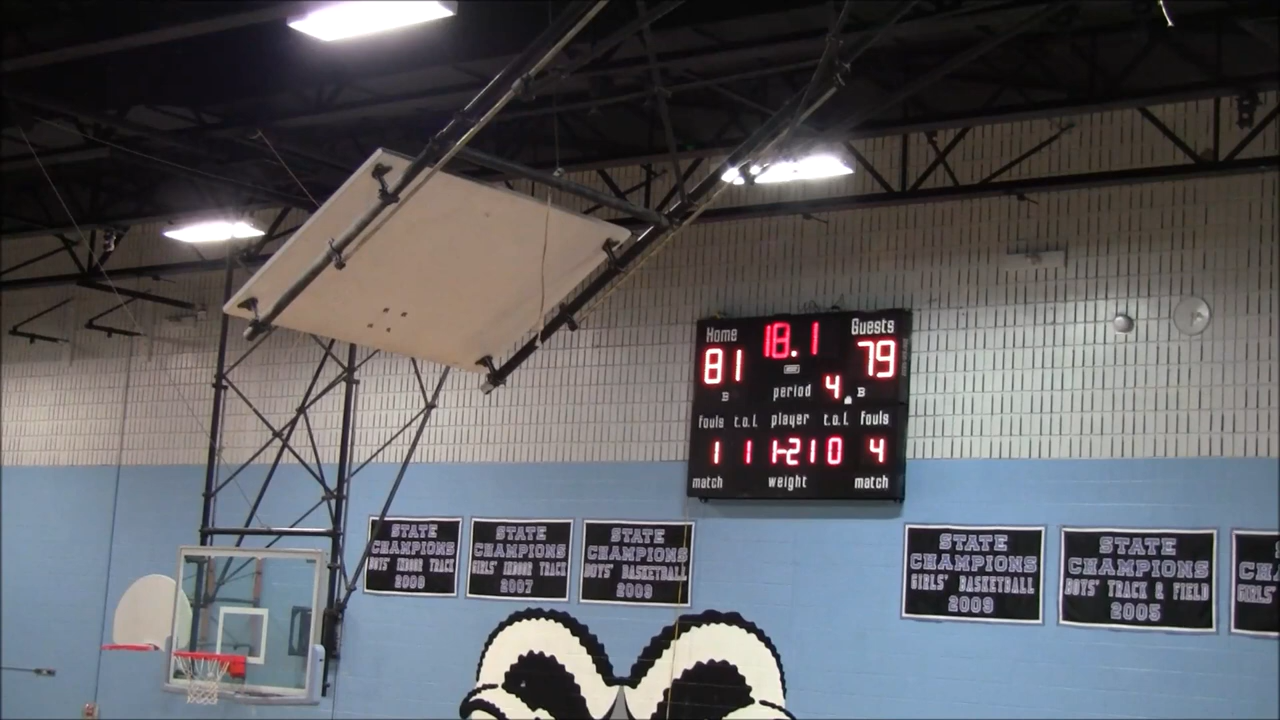 Home 18.1 Guests
81 79
B period 4 B
fouls t.o.l. player t.o.l. fouls
1 1 1-21 0 4
match weight match
STATE
CHAMPIONS
BOYS' INDOOR TRACK
STATE
CHAMPIONS
GIRLS' INDOOR TRACK
2007
STATE
CHAMPIONS
BOYS' BASKETBALL
2009
STATE
CHAMPIONS
GIRLS' BASKETBALL
2009
STATE
CHAMPIONS
BOYS' TRACK & FIELD
2005